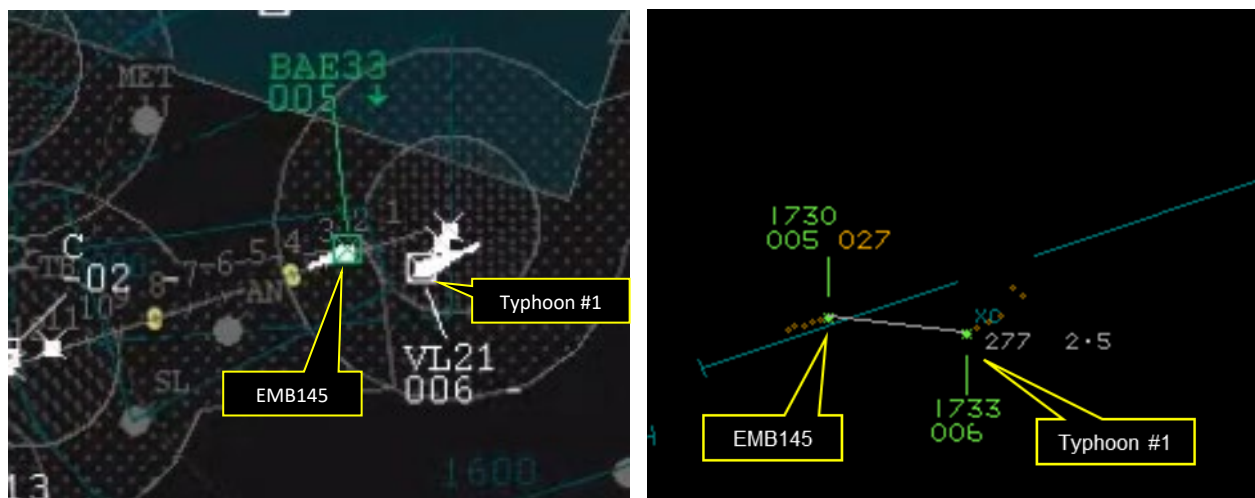 BAE33
005 ↓
MET
1
2
3
4
-5-
-6-
-7-
8-
9
10
11
C
-02
AN
SL
VL21
006 -
Typhoon #1
EMB145
1600
13
1730
005 027
XC
277 2·5
1733
006
EMB145
Typhoon #1